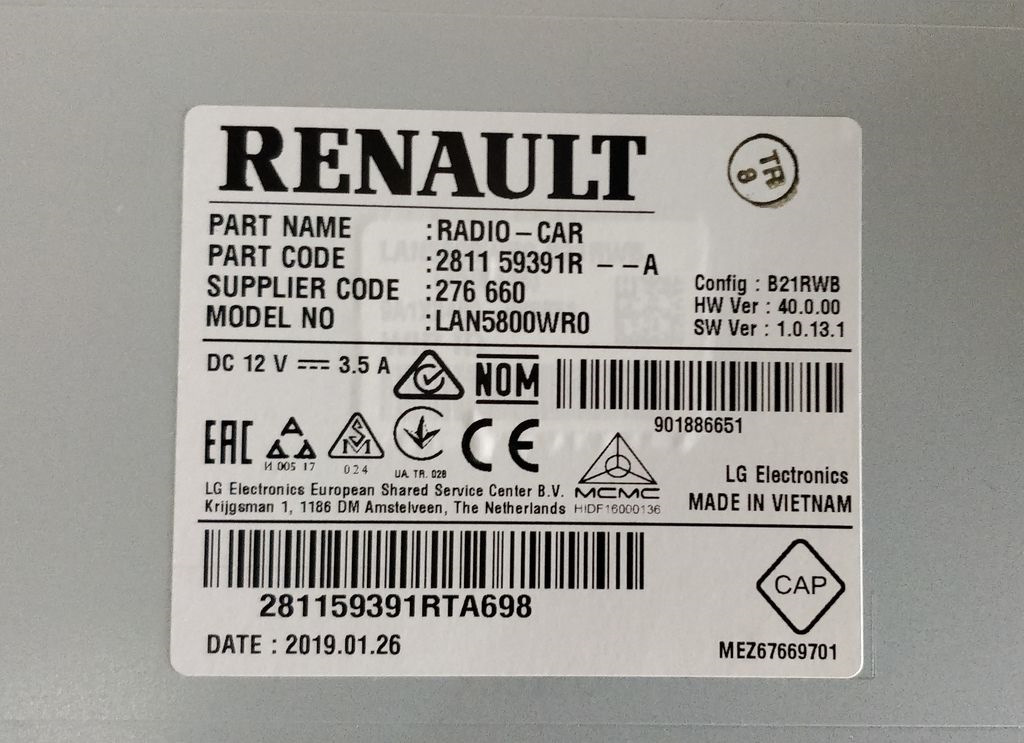 RENAULT
TR
8
PART NAME :RADIO-CAR
PART CODE :2811 59391R --A
SUPPLIER CODE :276 660
MODEL NO :LAN5800WR0
Config : B21RWB
HW Ver : 40.0.00
SW Ver : 1.0.13.1
DC 12 V 3.5 A
NOM
901886651
EAC
И 005 17
SM
024
UA. TR. 028
CE
MCMC
HIDF16000136
LG Electronics European Shared Service Center B.V.
Krijgsman 1, 1186 DM Amstelveen, The Netherlands
LG Electronics
MADE IN VIETNAM
281159391RTA698
DATE : 2019.01.26
CAP
MEZ67669701